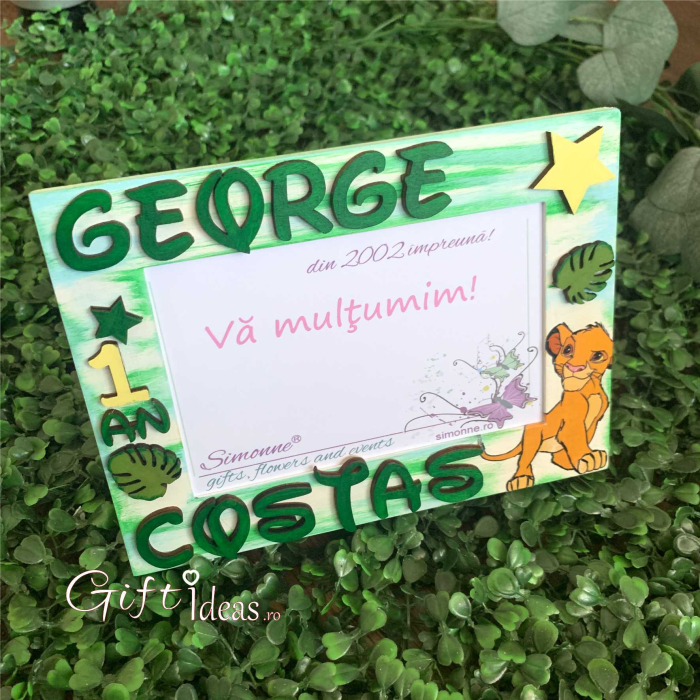 GEORGE
din 2002 împreună!
Vă mulţumim!
1
AN
Simonne®
simonne.ro
gifts, flowers and events
COSTAS
Gift ideas.ro